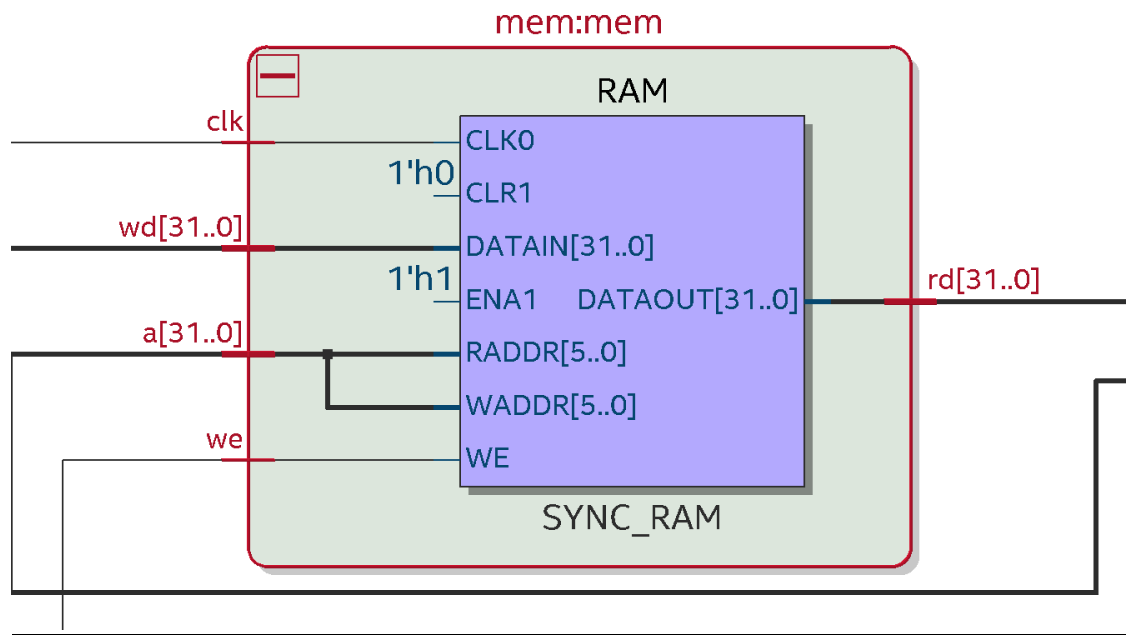 mem:mem
RAM
clk
CLK0
1'h0
CLR1
wd[31..0]
DATAIN[31..0]
1'h1
ENA1
DATAOUT[31..0]
rd[31..0]
a[31..0]
RADDR[5..0]
WADDR[5..0]
we
WE
SYNC_RAM